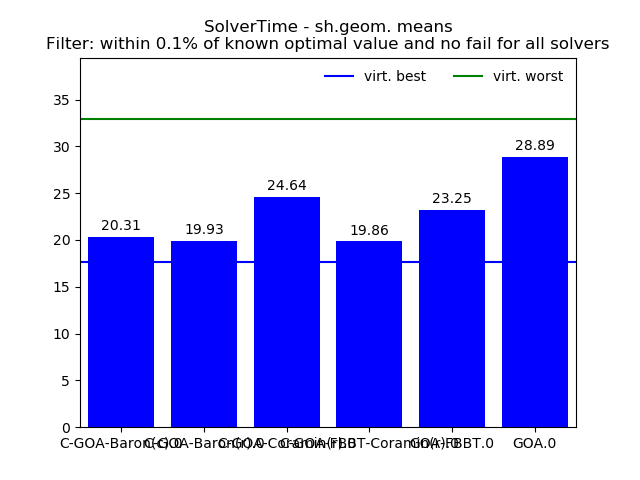 SolverTime - sh.geom. means
Filter: within 0.1% of known optimal value and no fail for all solvers
virt. best virt. worst
35
30
25
20
15
10
5
0
20.31 19.93 24.64 19.86 23.25 28.89
GOA.0